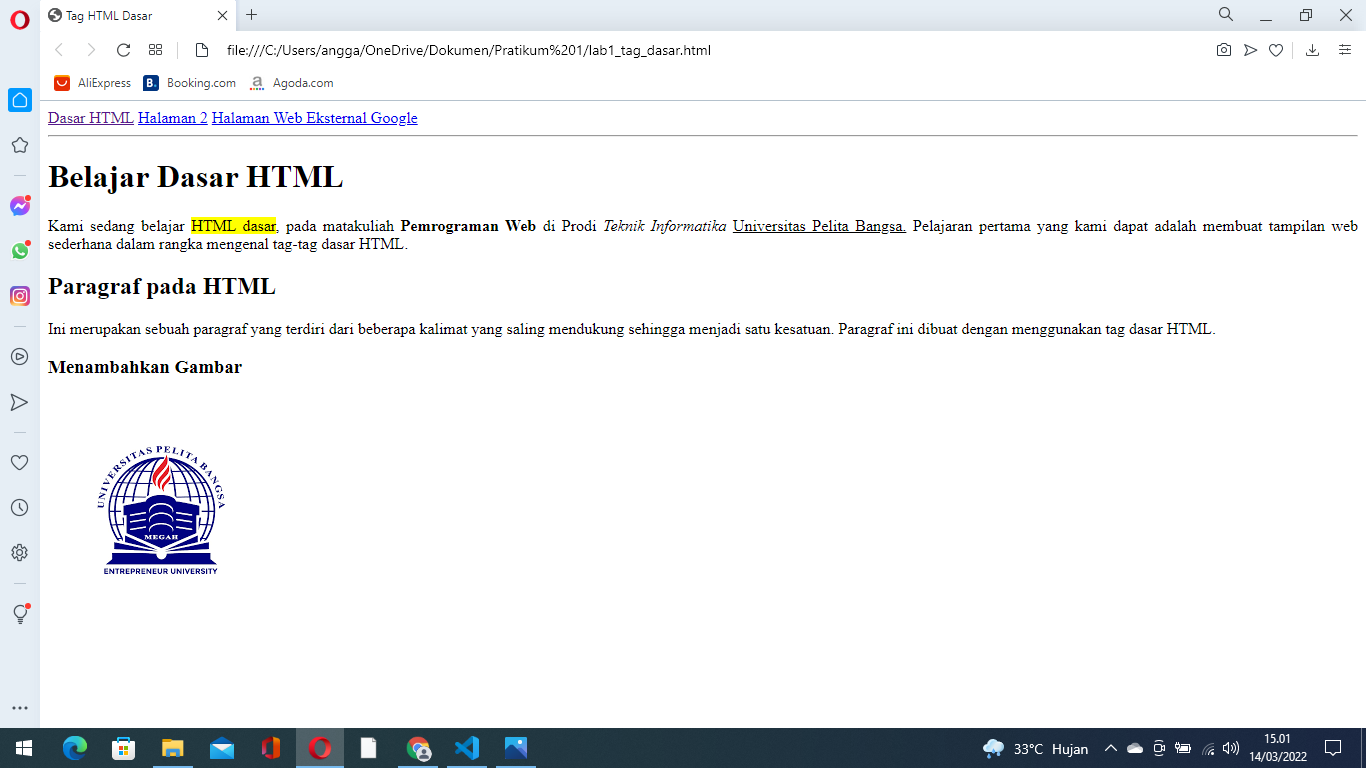 Tag HTML Dasar
file:///C:/Users/angga/OneDrive/Dokumen/Pratikum%201/lab1_tag_dasar.html
AliExpress
B.
Booking.com
a
Agoda.com
Dasar HTML Halaman 2 Halaman Web Eksternal Google
Belajar Dasar HTML
Kami sedang belajar HTML dasar, pada matakuliah Pemrograman Web di Prodi Teknik Informatika Universitas Pelita Bangsa. Pelajaran pertama yang kami dapat adalah membuat tampilan web
sederhana dalam rangka mengenal tag-tag dasar HTML.
Paragraf pada HTML
Ini merupakan sebuah paragraf yang terdiri dari beberapa kalimat yang saling mendukung sehingga menjadi satu kesatuan. Paragraf ini dibuat dengan menggunakan tag dasar HTML.
Menambahkan Gambar
UNIVERSITAS PELITA BANGSA
MEGAH
ENTREPRENEUR UNIVERSITY
33°C Hujan
15.01
14/03/2022